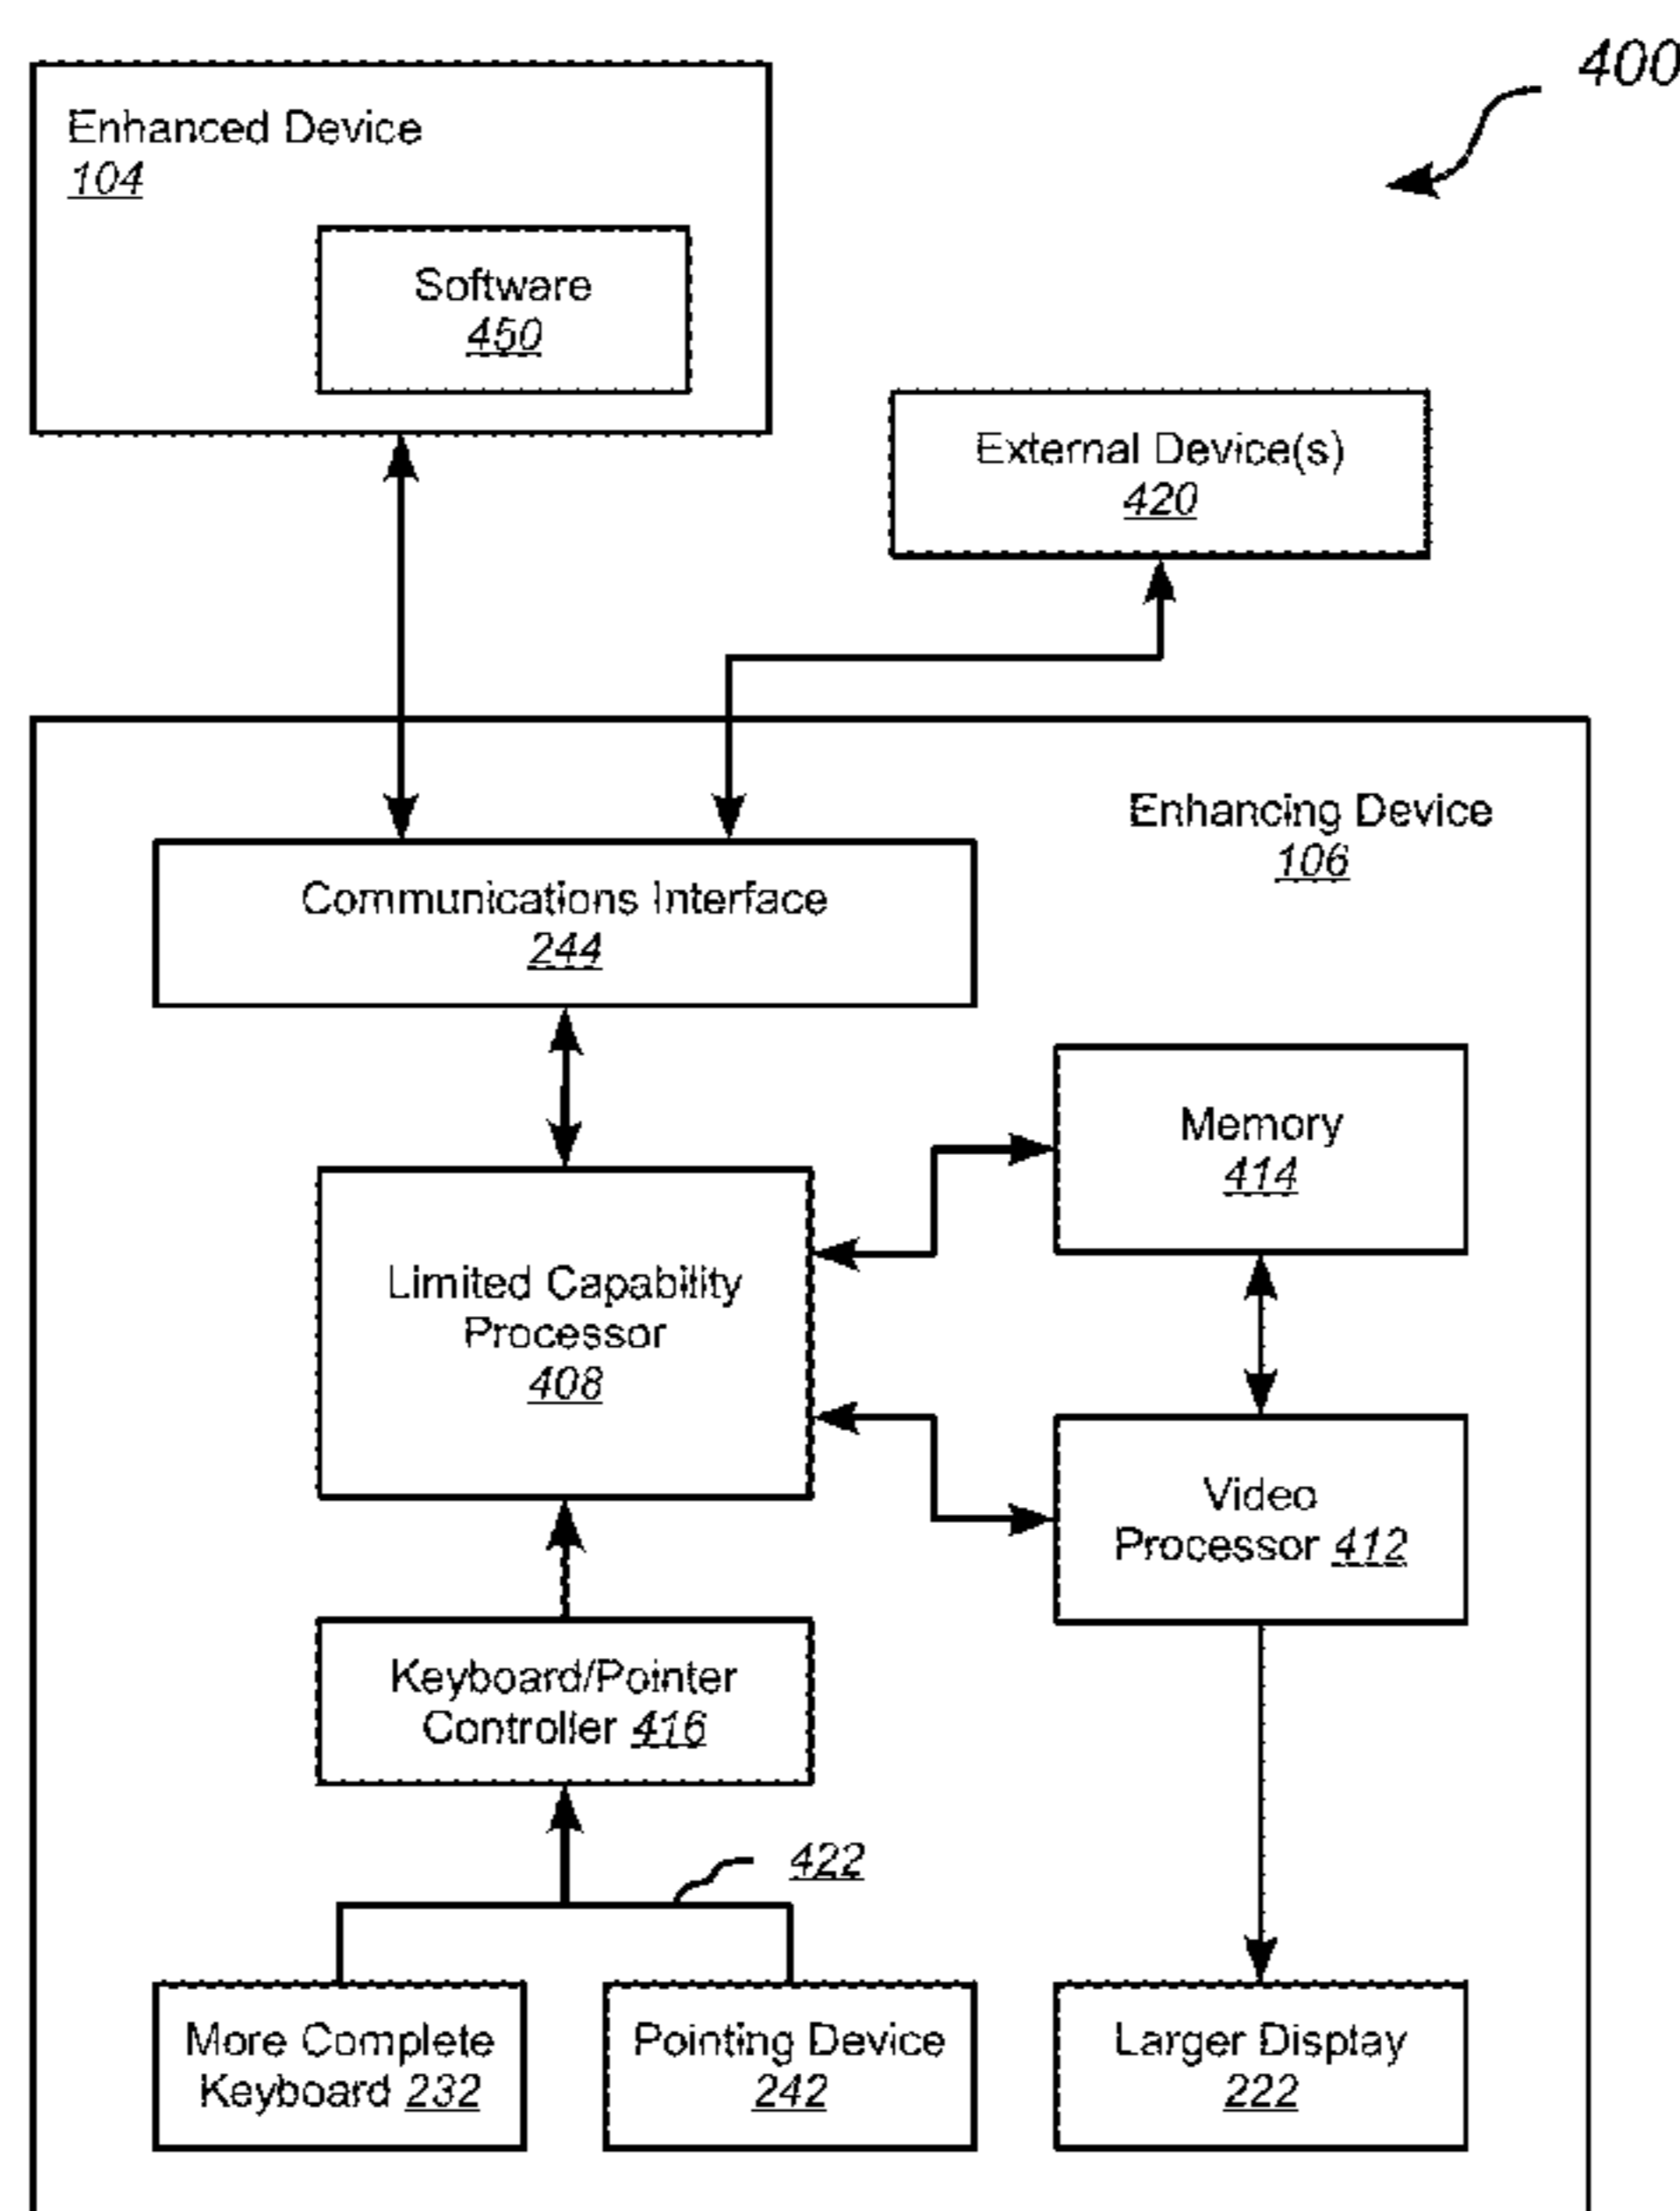 400
Enhanced Device
104
Software
450
External Device(s)
420
Enhancing Device
106
Communications Interface
244
Memory
414
Limited Capability
Processor
408
Video
Processor 412
Keyboard/Pointer
Controller 416
422
More Complete
Keyboard 232
Pointing Device
242
Larger Display
222